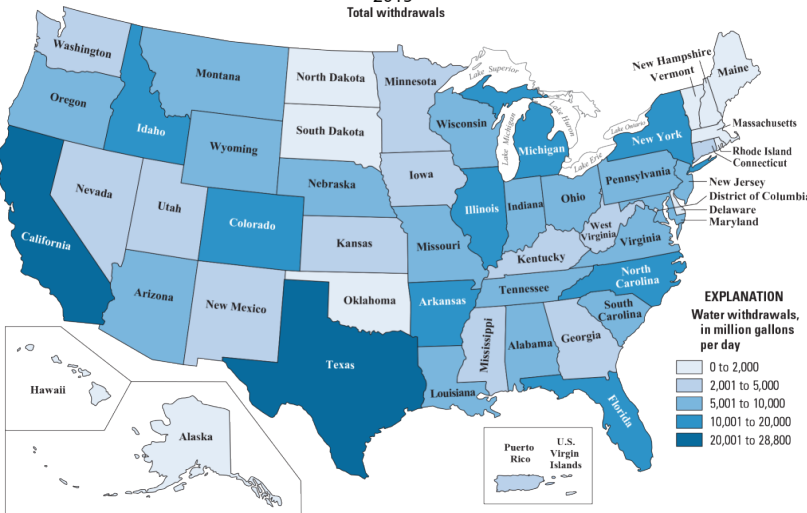 Total withdrawals
Washington
Oregon
California
Nevada
Idaho
Montana
Wyoming
Utah
Arizona
Colorado
New Mexico
North Dakota
South Dakota
Nebraska
Kansas
Oklahoma
Texas
Minnesota
Iowa
Missouri
Arkansas
Louisiana
Wisconsin
Illinois
Michigan
Indiana
Ohio
Kentucky
Tennessee
Mississippi
Alabama
Georgia
Florida
South
Carolina
North
Carolina
Virginia
West
Virginia
Pennsylvania
New York
Lake Superior
Lake Michigan
Lake Huron
Lake Erie
Lake Ontario
New Hampshire
Vermont
Maine
Massachusetts
Rhode Island
Connecticut
New Jersey
District of Columbia
Delaware
Maryland
Hawaii
Alaska
Puerto
Rico
U.S.
Virgin
Islands
EXPLANATION
Water withdrawals,
in million gallons
per day
0 to 2,000
2,001 to 5,000
5,001 to 10,000
10,001 to 20,000
20,001 to 28,800